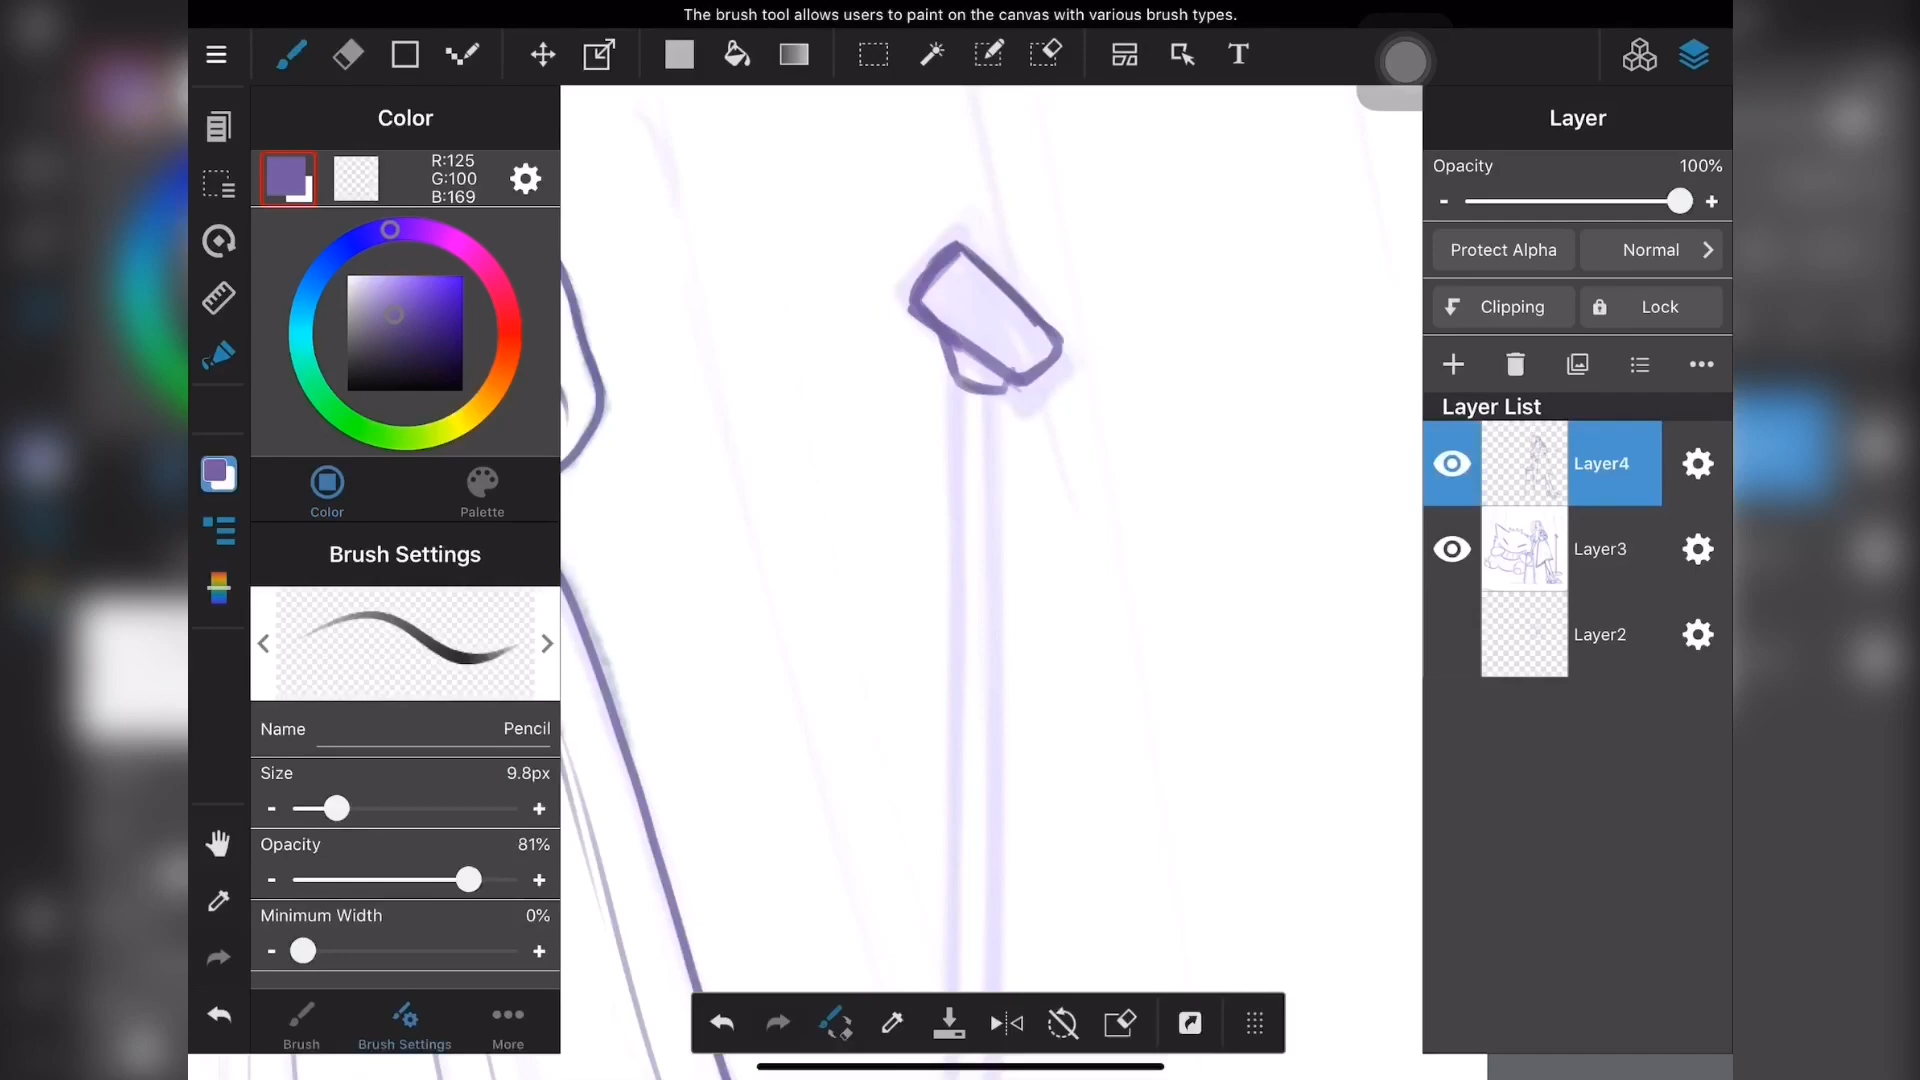 The brush tool allows users to paint on the canvas with various brush types.
T
Color
R:125
G:100
B:169
Color
Palette
Brush Settings
Name Pencil
Size 9.8px
- +
Opacity 81%
- +
Minimum Width 0%
- +
Brush
Brush Settings
More
Layer
Opacity 100%
- +
Protect Alpha
Normal
Clipping
Lock
Layer List
Layer4
Layer3
Layer2